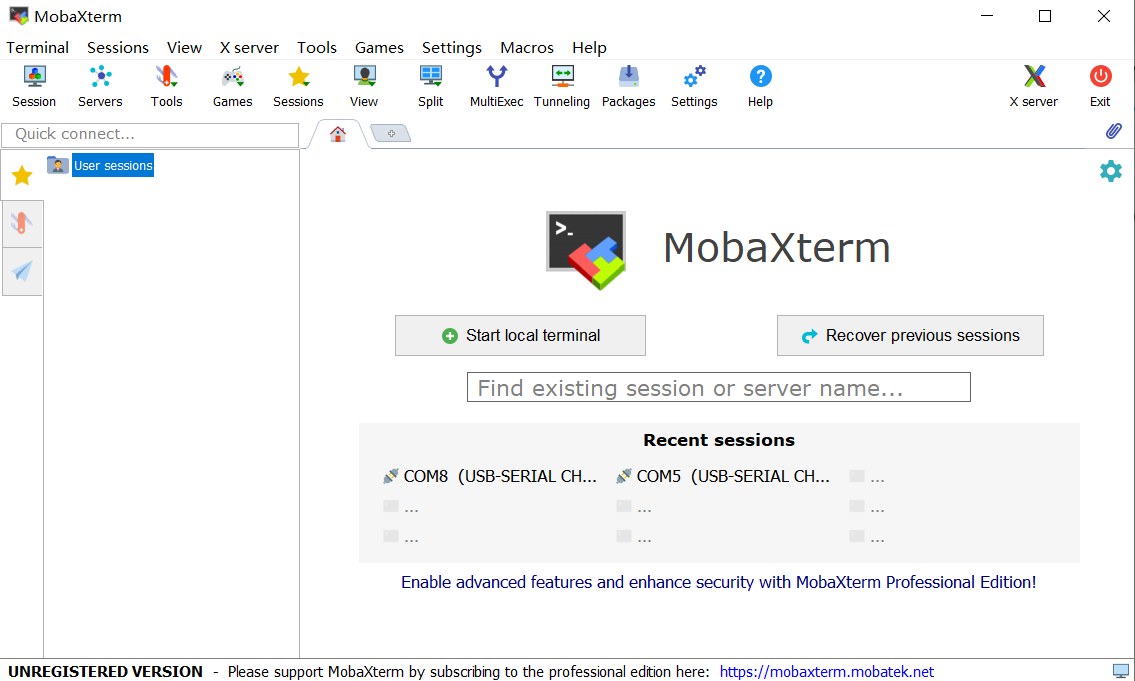 MobaXterm
Terminal Sessions View X server Tools Games Settings Macros Help
Session Servers Tools Games Sessions View Split MultiExec Tunneling Packages Settings Help X server Exit
Quick connect...
User sessions
MobaXterm
Start local terminal Recover previous sessions
Find existing session or server name...
Recent sessions
COM8 (USB-SERIAL CH... COM5 (USB-SERIAL CH... ...
... ... ...
... ... ...
Enable advanced features and enhance security with MobaXterm Professional Edition!
UNREGISTERED VERSION - Please support MobaXterm by subscribing to the professional edition here: https://mobaxterm.mobatek.net